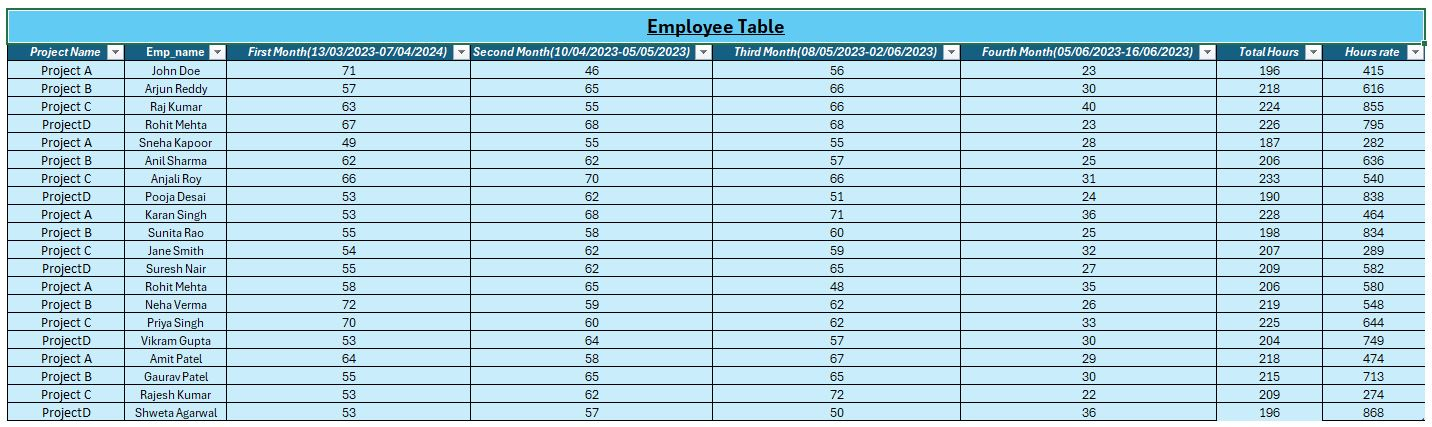 Employee Table
Project Name Emp_name First Month(13/03/2023-07/04/2024) Second Month(10/04/2023-05/05/2023) Third Month(08/05/2023-02/06/2023) Fourth Month(05/06/2023-16/06/2023) Total Hours Hours rate
Project A John Doe 71 46 56 23 196 415
Project B Arjun Reddy 57 65 66 30 218 616
Project C Raj Kumar 63 55 66 40 224 855
ProjectD Rohit Mehta 67 68 68 23 226 795
Project A Sneha Kapoor 49 55 55 28 187 282
Project B Anil Sharma 62 62 57 25 206 636
Project C Anjali Roy 66 70 66 31 233 540
ProjectD Pooja Desai 53 62 51 24 190 838
Project A Karan Singh 53 68 71 36 228 464
Project B Sunita Rao 55 58 60 25 198 834
Project C Jane Smith 54 62 59 32 207 289
ProjectD Suresh Nair 55 62 65 27 209 582
Project A Rohit Mehta 58 65 48 35 206 580
Project B Neha Verma 72 59 62 26 219 548
Project C Priya Singh 70 60 62 33 225 644
ProjectD Vikram Gupta 53 64 57 30 204 749
Project A Amit Patel 64 58 67 29 218 474
Project B Gaurav Patel 55 65 65 30 215 713
Project C Rajesh Kumar 53 62 72 22 209 274
ProjectD Shweta Agarwal 53 57 50 36 196 868